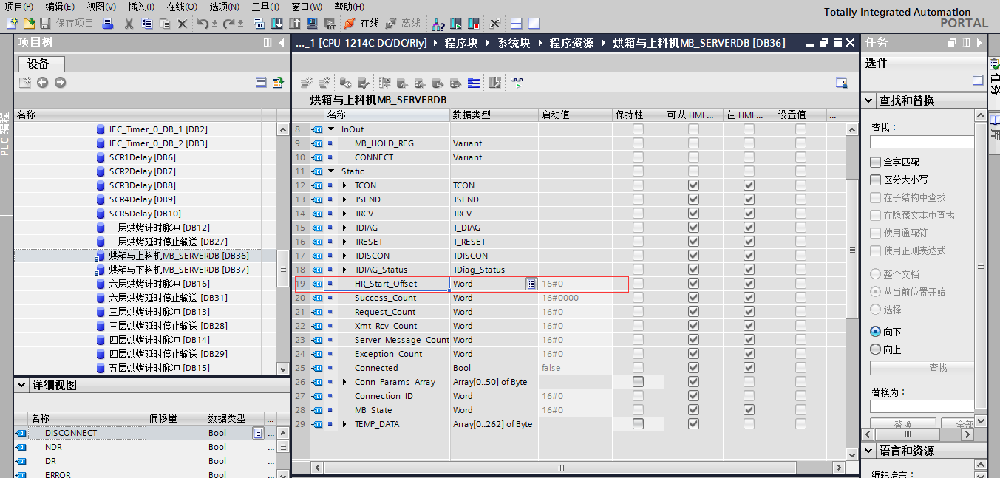 项目(P) 编辑(E) 视图(V) 插入(I) 在线(O) 选项(N) 工具(T) 窗口(W) 帮助(H)
Totally Integrated Automation
PORTAL
保存项目 在线 离线
项目树
设备
名称
PLC 编程
IEC_Timer_0_DB_1 [DB2]
IEC_Timer_0_DB_2 [DB3]
SCR1Delay [DB6]
SCR2Delay [DB7]
SCR3Delay [DB8]
SCR4Delay [DB9]
SCR5Delay [DB10]
二层烘烤计时脉冲 [DB12]
二层烘烤延时停止输送 [DB27]
烘箱与上料机MB_SERVERDB [DB36]
烘箱与下料机MB_SERVERDB [DB37]
六层烘烤计时脉冲 [DB16]
六层烘烤延时停止输送 [DB31]
三层烘烤计时脉冲 [DB13]
三层烘烤延时停止输送 [DB28]
四层烘烤计时脉冲 [DB14]
四层烘烤延时停止输送 [DB29]
五层烘烤计时脉冲 [DB15]
详细视图
名称 偏移量 数据类型 ...
DISCONNECT Bool ...
NDR Bool ...
DR Bool ...
ERROR Bool ...
..._1 [CPU 1214C DC/DC/Rly] 程序块 系统块 程序资源 烘箱与上料机MB_SERVERDB [DB36]
烘箱与上料机MB_SERVERDB
名称 数据类型 启动值 保持性 可从 HMI ... 在 HMI ... 设置值 ...
8 InOut
9 MB_HOLD_REG Variant
10 CONNECT Variant
11 Static
12 TCON TCON
13 TSEND TSEND
14 TRCV TRCV
15 TDIAG T_DIAG
16 TRESET T_RESET
17 TDISCON TDISCON
18 TDIAG_Status TDiag_Status
19 HR_Start_Offset Word 16#0
20 Success_Count Word 16#0000
21 Request_Count Word 16#0
22 Xmt_Rcv_Count Word 16#0
23 Server_Message_Count Word 16#0
24 Exception_Count Word 16#0
25 Connected Bool false
26 Conn_Params_Array Array[0..50] of Byte
27 Connection_ID Word 16#0
28 MB_State Word 16#0
29 TEMP_DATA Array[0..262] of Byte
任务
选件
查找和替换
查找：
全字匹配
区分大小写
在子结构中查找
在隐藏文本中查找
使用通配符
使用正则表达式
整个文档
从当前位置开始
选择
向下
向上
查找
替换为：
替换 全部
语言和资源
编辑语言：
任务
库